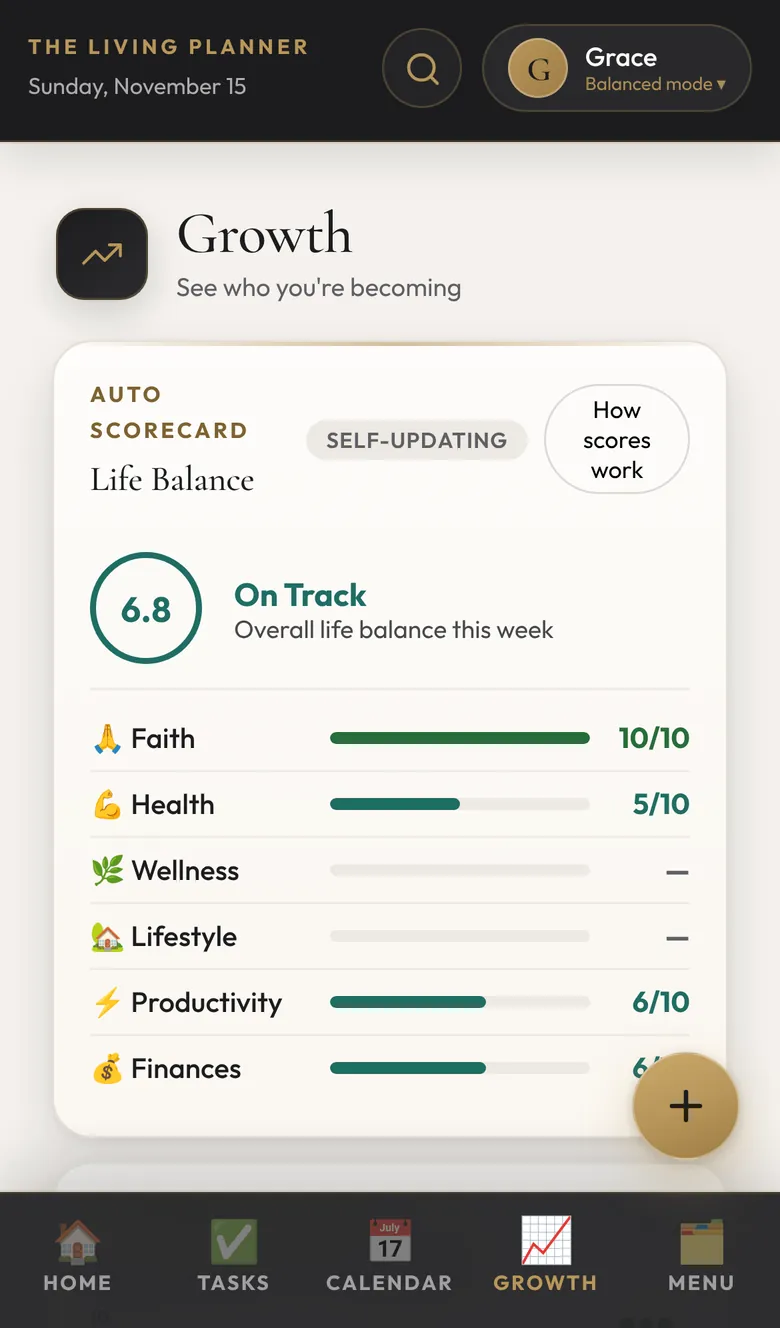 THE LIVING PLANNER
Sunday, November 15
G
Grace
Balanced mode ▾
Growth
See who you're becoming
AUTO
SCORECARD
Life Balance
SELF-UPDATING
How
scores
work
6.8
On Track
Overall life balance this week
Faith
10/10
Health
5/10
Wellness
—
Lifestyle
—
Productivity
6/10
Finances
6/
+
July
17
HOME
TASKS
CALENDAR
GROWTH
MENU